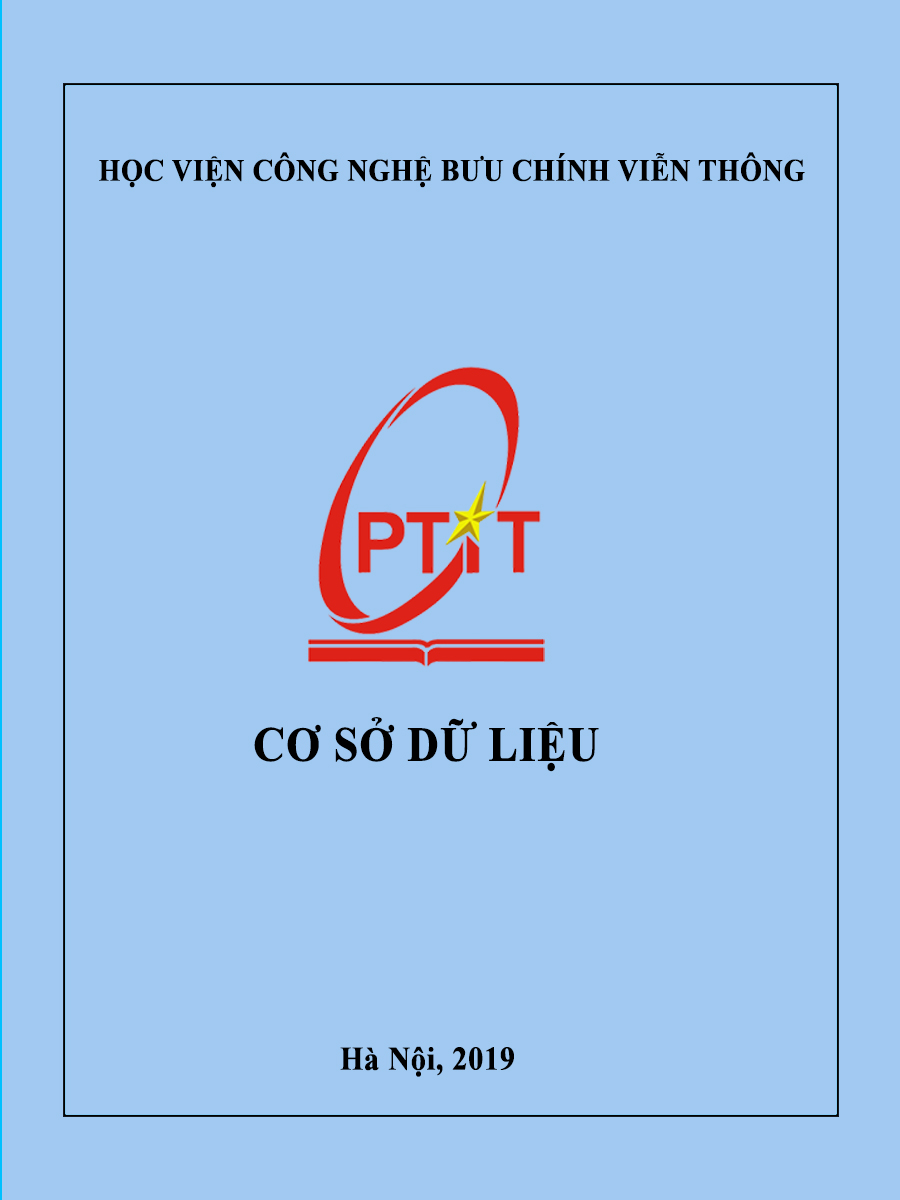 HỌC VIỆN CÔNG NGHỆ BƯU CHÍNH VIỄN THÔNG
PTIT
CƠ SỞ DỮ LIỆU
Hà Nội, 2019